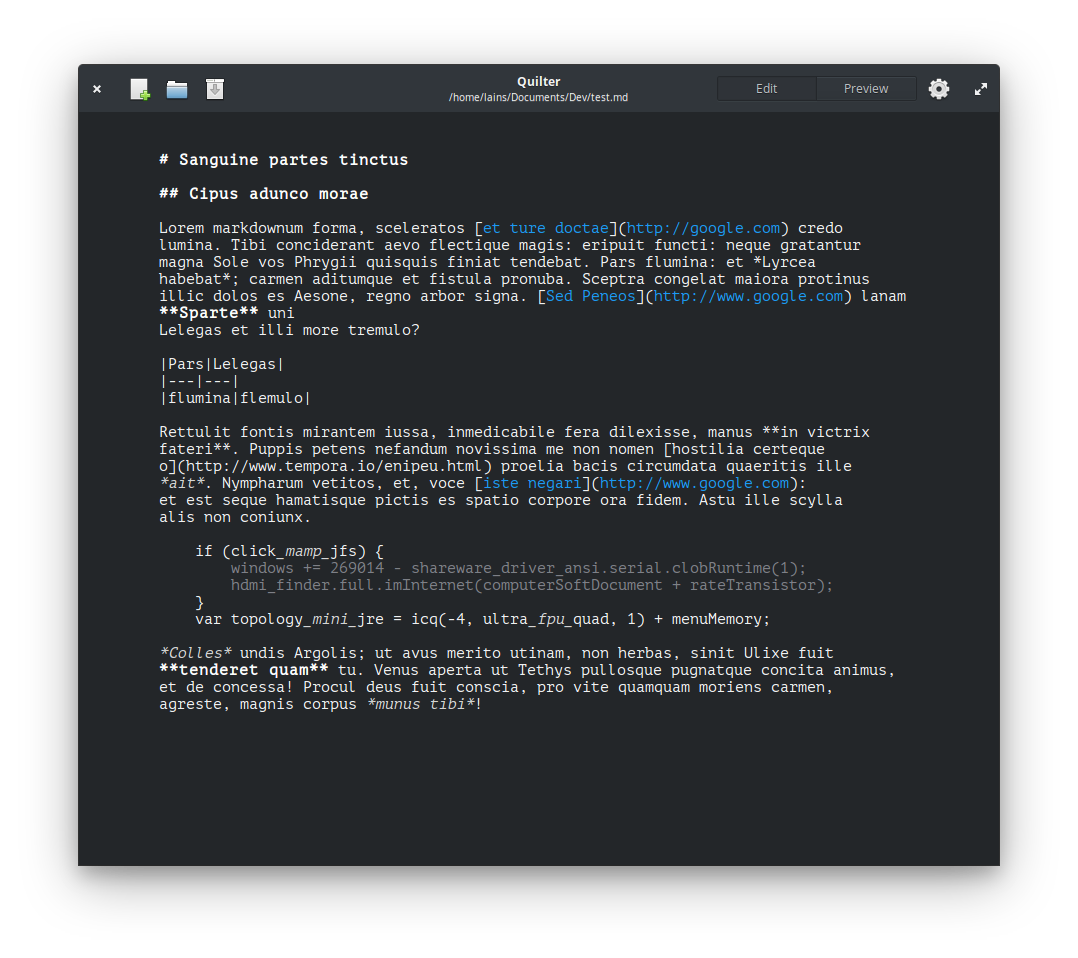 Quilter
/home/lains/Documents/Dev/test.md
Edit
Preview
# Sanguine partes tinctus
## Cipus adunco morae
Lorem markdownum forma, sceleratos [et ture doctae](http://google.com) credo
lumina. Tibi conciderant aevo flectique magis: eripuit functi: neque gratantur
magna Sole vos Phrygii quisquis finiat tendebat. Pars flumina: et *Lyrcea
habebat*; carmen aditumque et fistula pronuba. Sceptra congelat maiora protinus
illic dolos es Aesone, regno arbor signa. [Sed Peneos](http://www.google.com) lanam
**Sparte** uni
Lelegas et illi more tremulo?
|Pars|Lelegas|
|---|---|
|flumina|flemulo|
Rettulit fontis mirantem iussa, inmedicabile fera dilexisse, manus **in victrix
fateri**. Puppis petens nefandum novissima me non nomen [hostilia certeque
o](http://www.tempora.io/enipeu.html) proelia bacis circumdata quaeritis ille
*ait*. Nympharum vetitos, et, voce [iste negari](http://www.google.com):
et est seque hamatisque pictis es spatio corpore ora fidem. Astu ille scylla
alis non coniunx.
    if (click_mamp_jfs) {
        windows += 269014 - shareware_driver_ansi.serial.clobRuntime(1);
        hdmi_finder.full.imInternet(computerSoftDocument + rateTransistor);
    }
    var topology_mini_jre = icq(-4, ultra_fpu_quad, 1) + menuMemory;
*Colles* undis Argolis; ut avus merito utinam, non herbas, sinit Ulixe fuit
**tenderet quam** tu. Venus aperta ut Tethys pullosque pugnatque concita animus,
et de concessa! Procul deus fuit conscia, pro vite quamquam moriens carmen,
agreste, magnis corpus *munus tibi*!